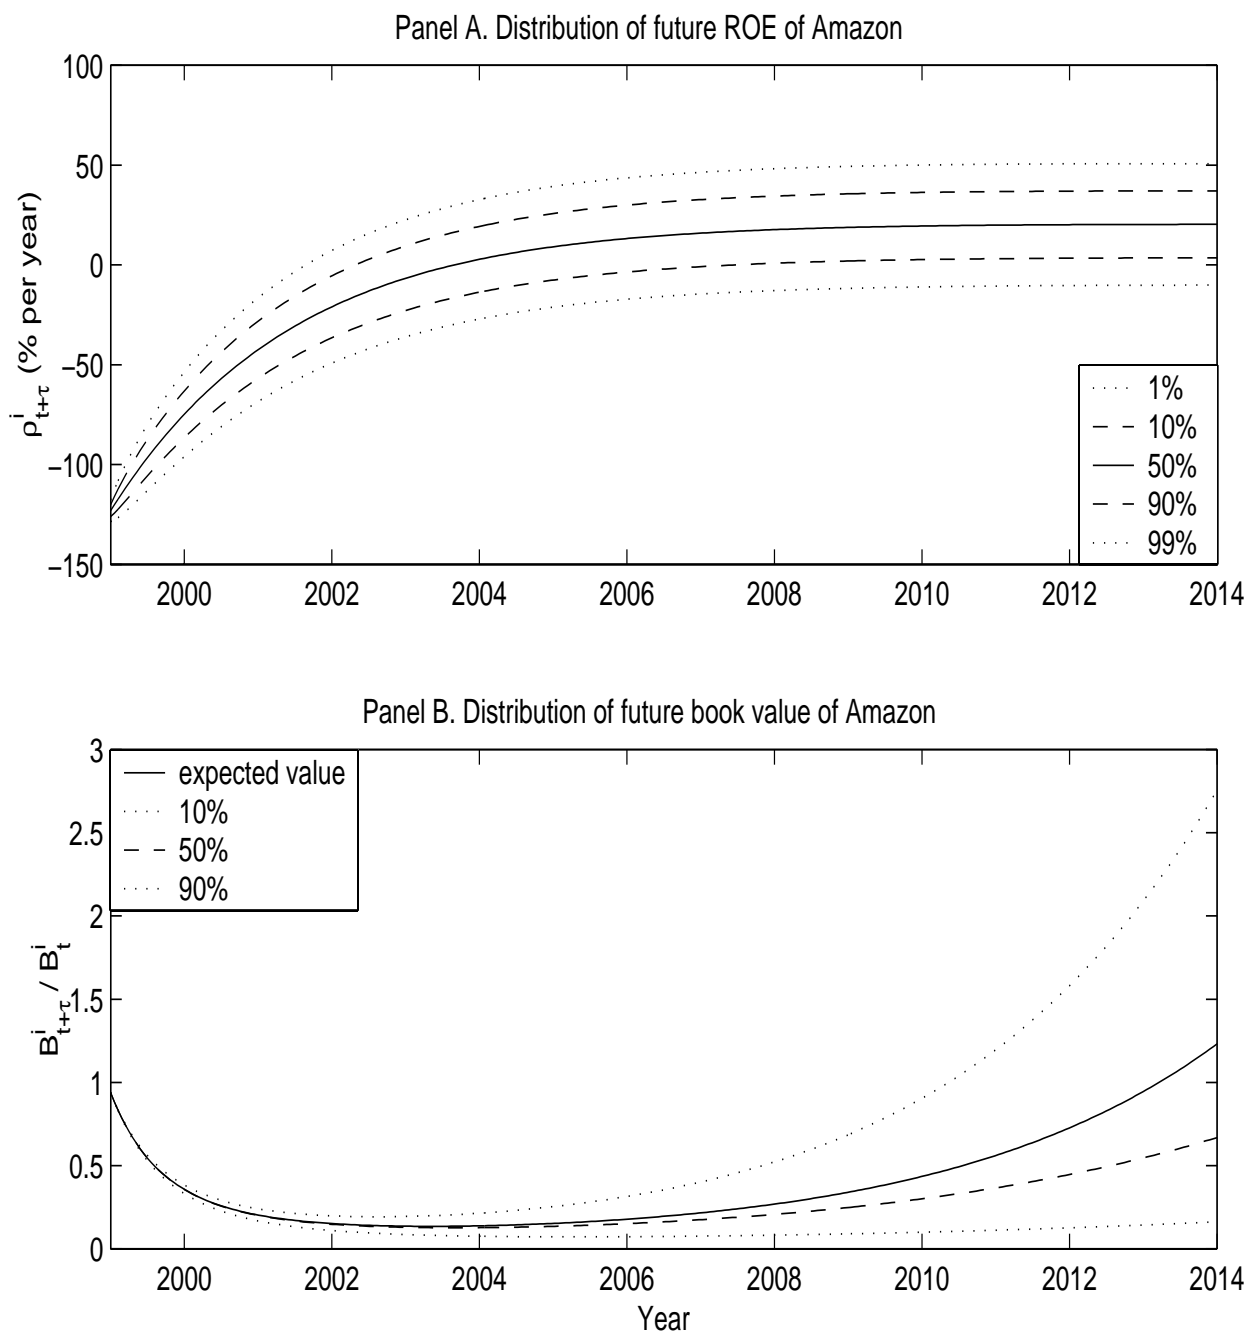 Panel A. Distribution of future ROE of Amazon
100
50
0
−50
−100
−150
ρ^i_{t+τ} (% per year)
1%
10%
50%
90%
99%
2000 2002 2004 2006 2008 2010 2012 2014
Panel B. Distribution of future book value of Amazon
3
2.5
2
1.5
1
0.5
0
B^i_{t+τ} / B^i_t
expected value
10%
50%
90%
2000 2002 2004 2006 2008 2010 2012 2014
Year